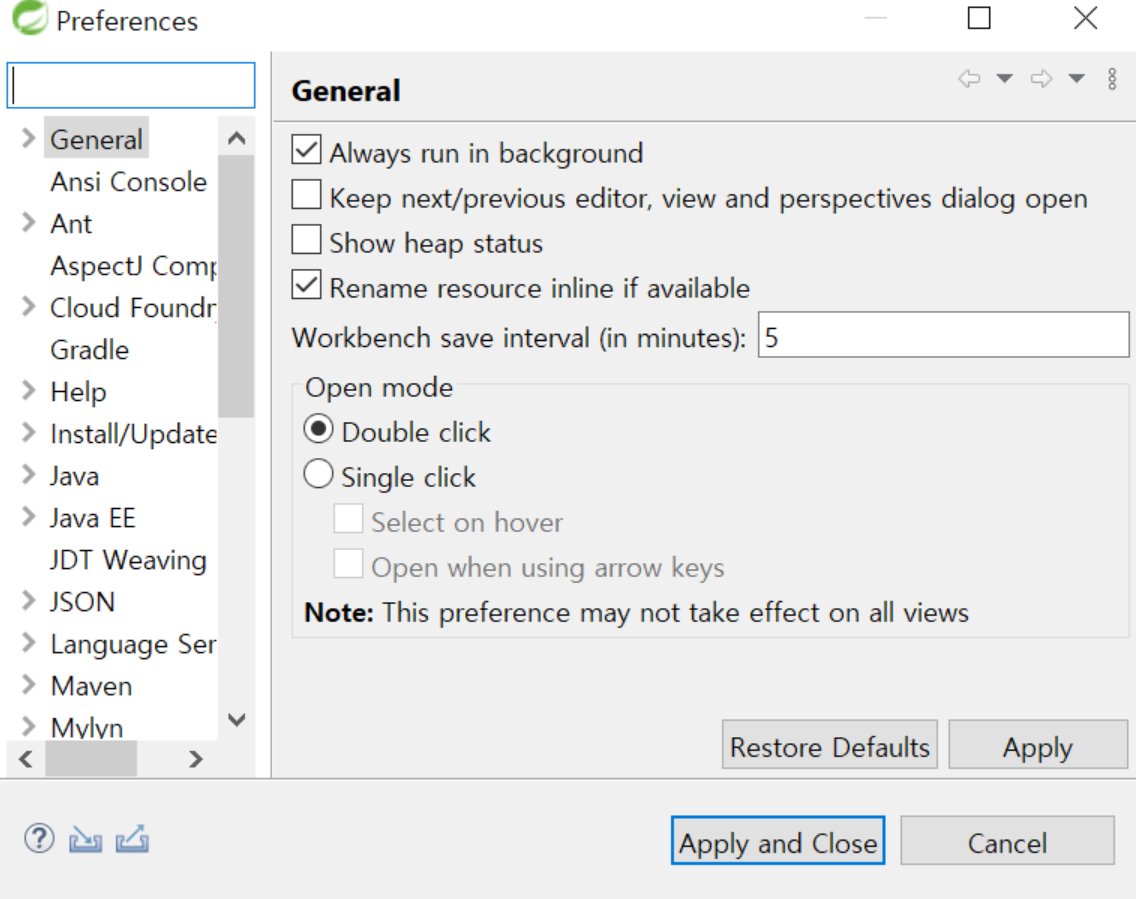 Preferences
General
Ansi Console
Ant
AspectJ Comp
Cloud Foundr
Gradle
Help
Install/Update
Java
Java EE
JDT Weaving
JSON
Language Ser
Maven
Mylyn
General
Always run in background
Keep next/previous editor, view and perspectives dialog open
Show heap status
Rename resource inline if available
Workbench save interval (in minutes): 5
Open mode
Double click
Single click
Select on hover
Open when using arrow keys
Note: This preference may not take effect on all views
Restore Defaults Apply
Apply and Close Cancel